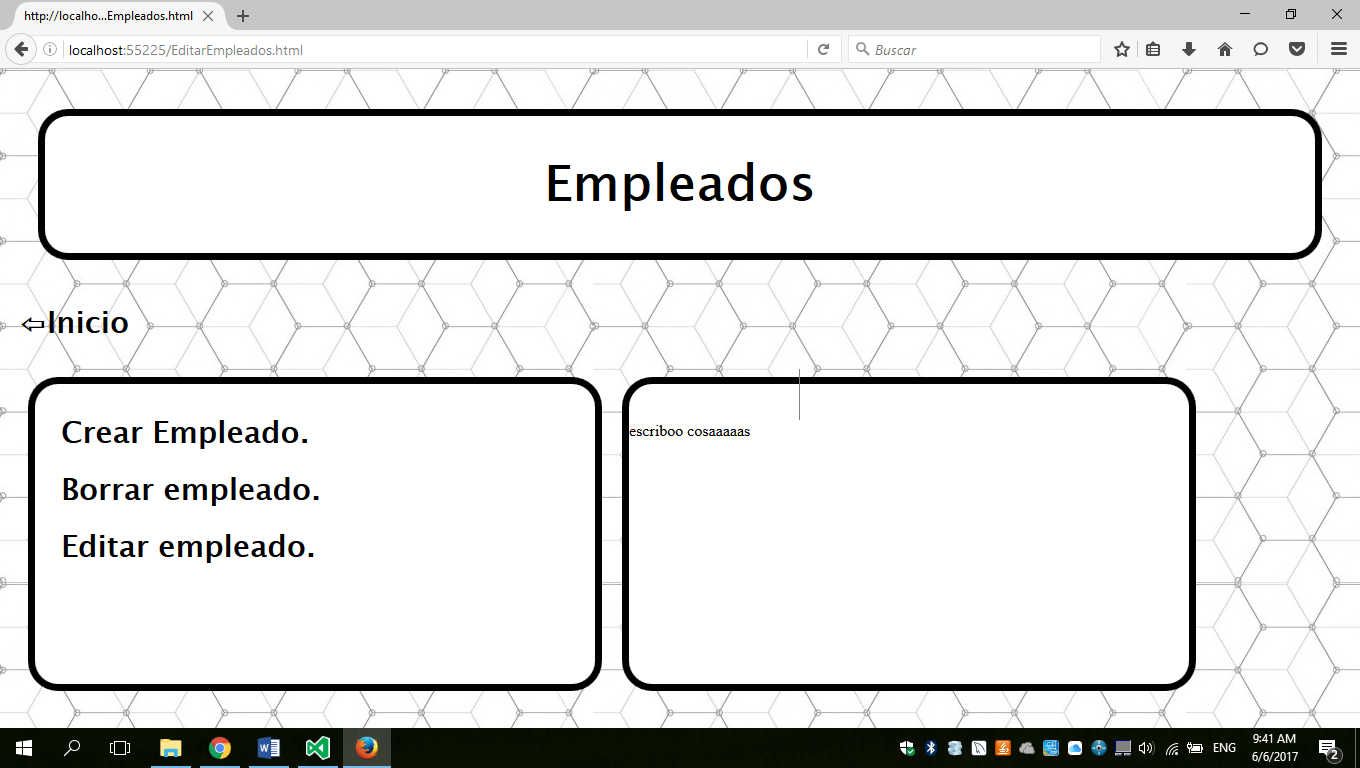 http://localho...Empleados.html
localhost:55225/EditarEmpleados.html
Buscar
Empleados
⇦Inicio
Crear Empleado.
Borrar empleado.
Editar empleado.
escriboo cosaaaaas
ENG
9:41 AM
6/6/2017
2